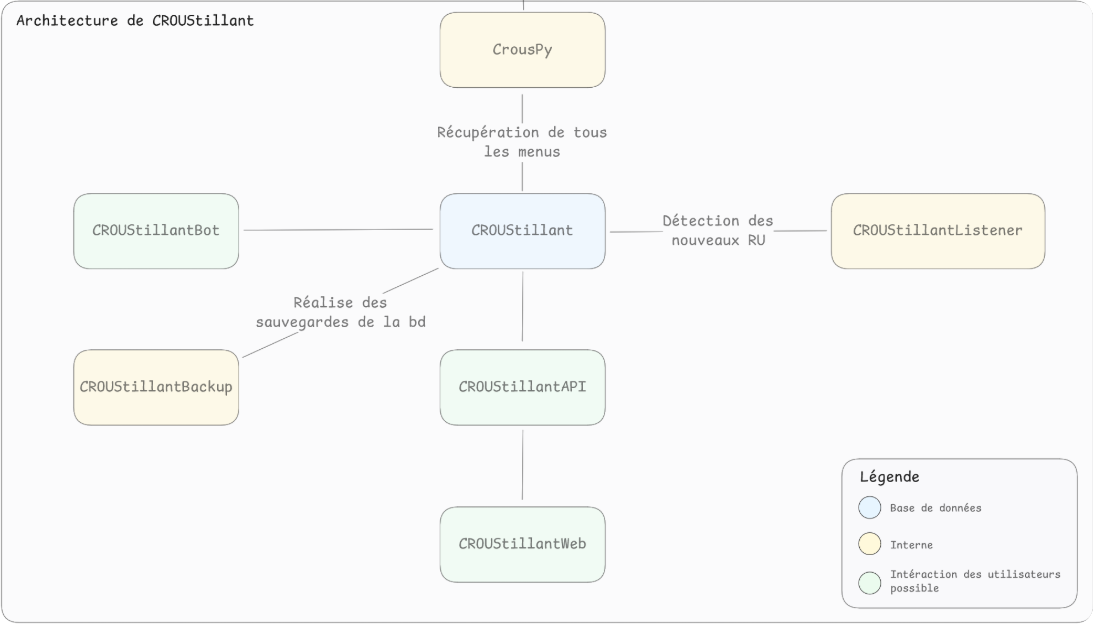 Architecture de CROUStillant
CrousPy
Récupération de tous
les menus
CROUStillantBot
CROUStillant
Détection des
nouveaux RU
CROUStillantListener
Réalise des
sauvegardes de la bd
CROUStillantBackup
CROUStillantAPI
CROUStillantWeb
Légende
Base de données
Interne
Intéraction des utilisateurs
possible